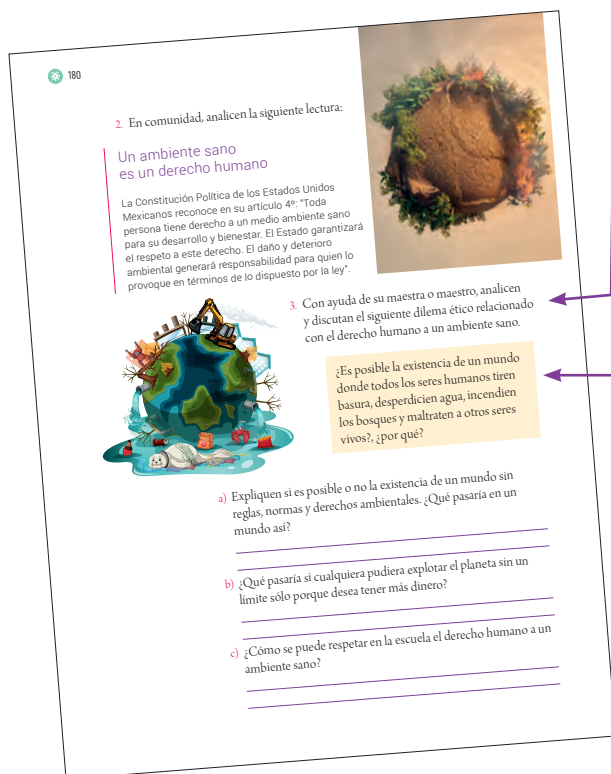 180
2. En comunidad, analicen la siguiente lectura:
Un ambiente sano
es un derecho humano
La Constitución Política de los Estados Unidos
Mexicanos reconoce en su artículo 4º: "Toda
persona tiene derecho a un medio ambiente sano
para su desarrollo y bienestar. El Estado garantizará
el respeto a este derecho. El daño y deterioro
ambiental generará responsabilidad para quien lo
provoque en términos de lo dispuesto por la ley".
3. Con ayuda de su maestra o maestro, analicen
y discutan el siguiente dilema ético relacionado
con el derecho humano a un ambiente sano.
¿Es posible la existencia de un mundo
donde todos los seres humanos tiren
basura, desperdicien agua, incendien
los bosques y maltraten a otros seres
vivos?, ¿por qué?
a) Expliquen si es posible o no la existencia de un mundo sin
reglas, normas y derechos ambientales. ¿Qué pasaría en un
mundo así?
b) ¿Qué pasaría si cualquiera pudiera explotar el planeta sin un
límite sólo porque desea tener más dinero?
c) ¿Cómo se puede respetar en la escuela el derecho humano a un
ambiente sano?